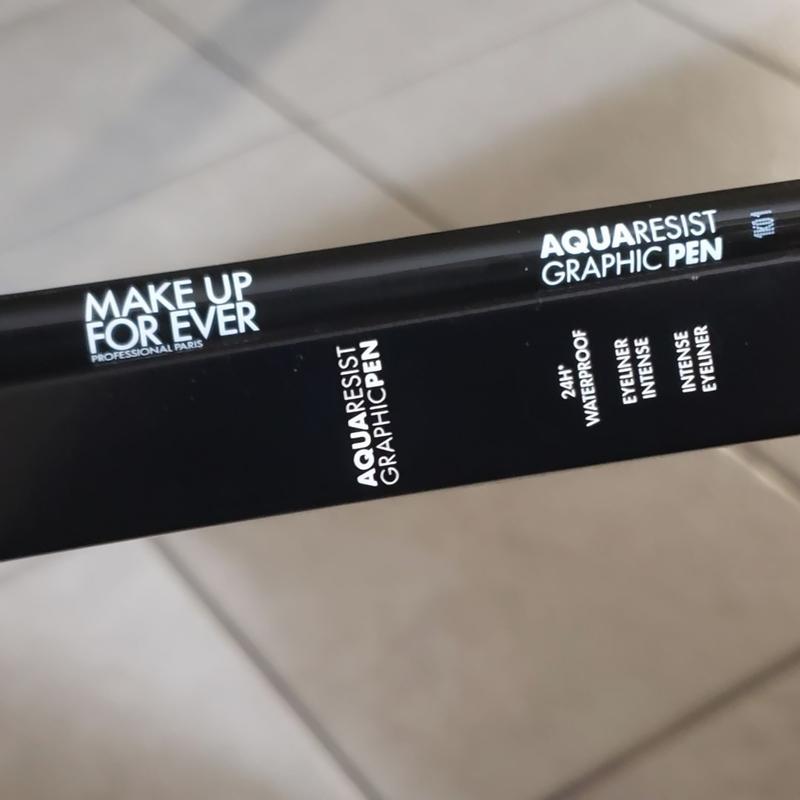 MAKE UP
FOR EVER
PROFESSIONAL PARIS
AQUARESIST
GRAPHIC PEN
AQUARESIST
GRAPHICPEN
24H*
WATERPROOF
EYELINER
INTENSE
INTENSE
EYELINER